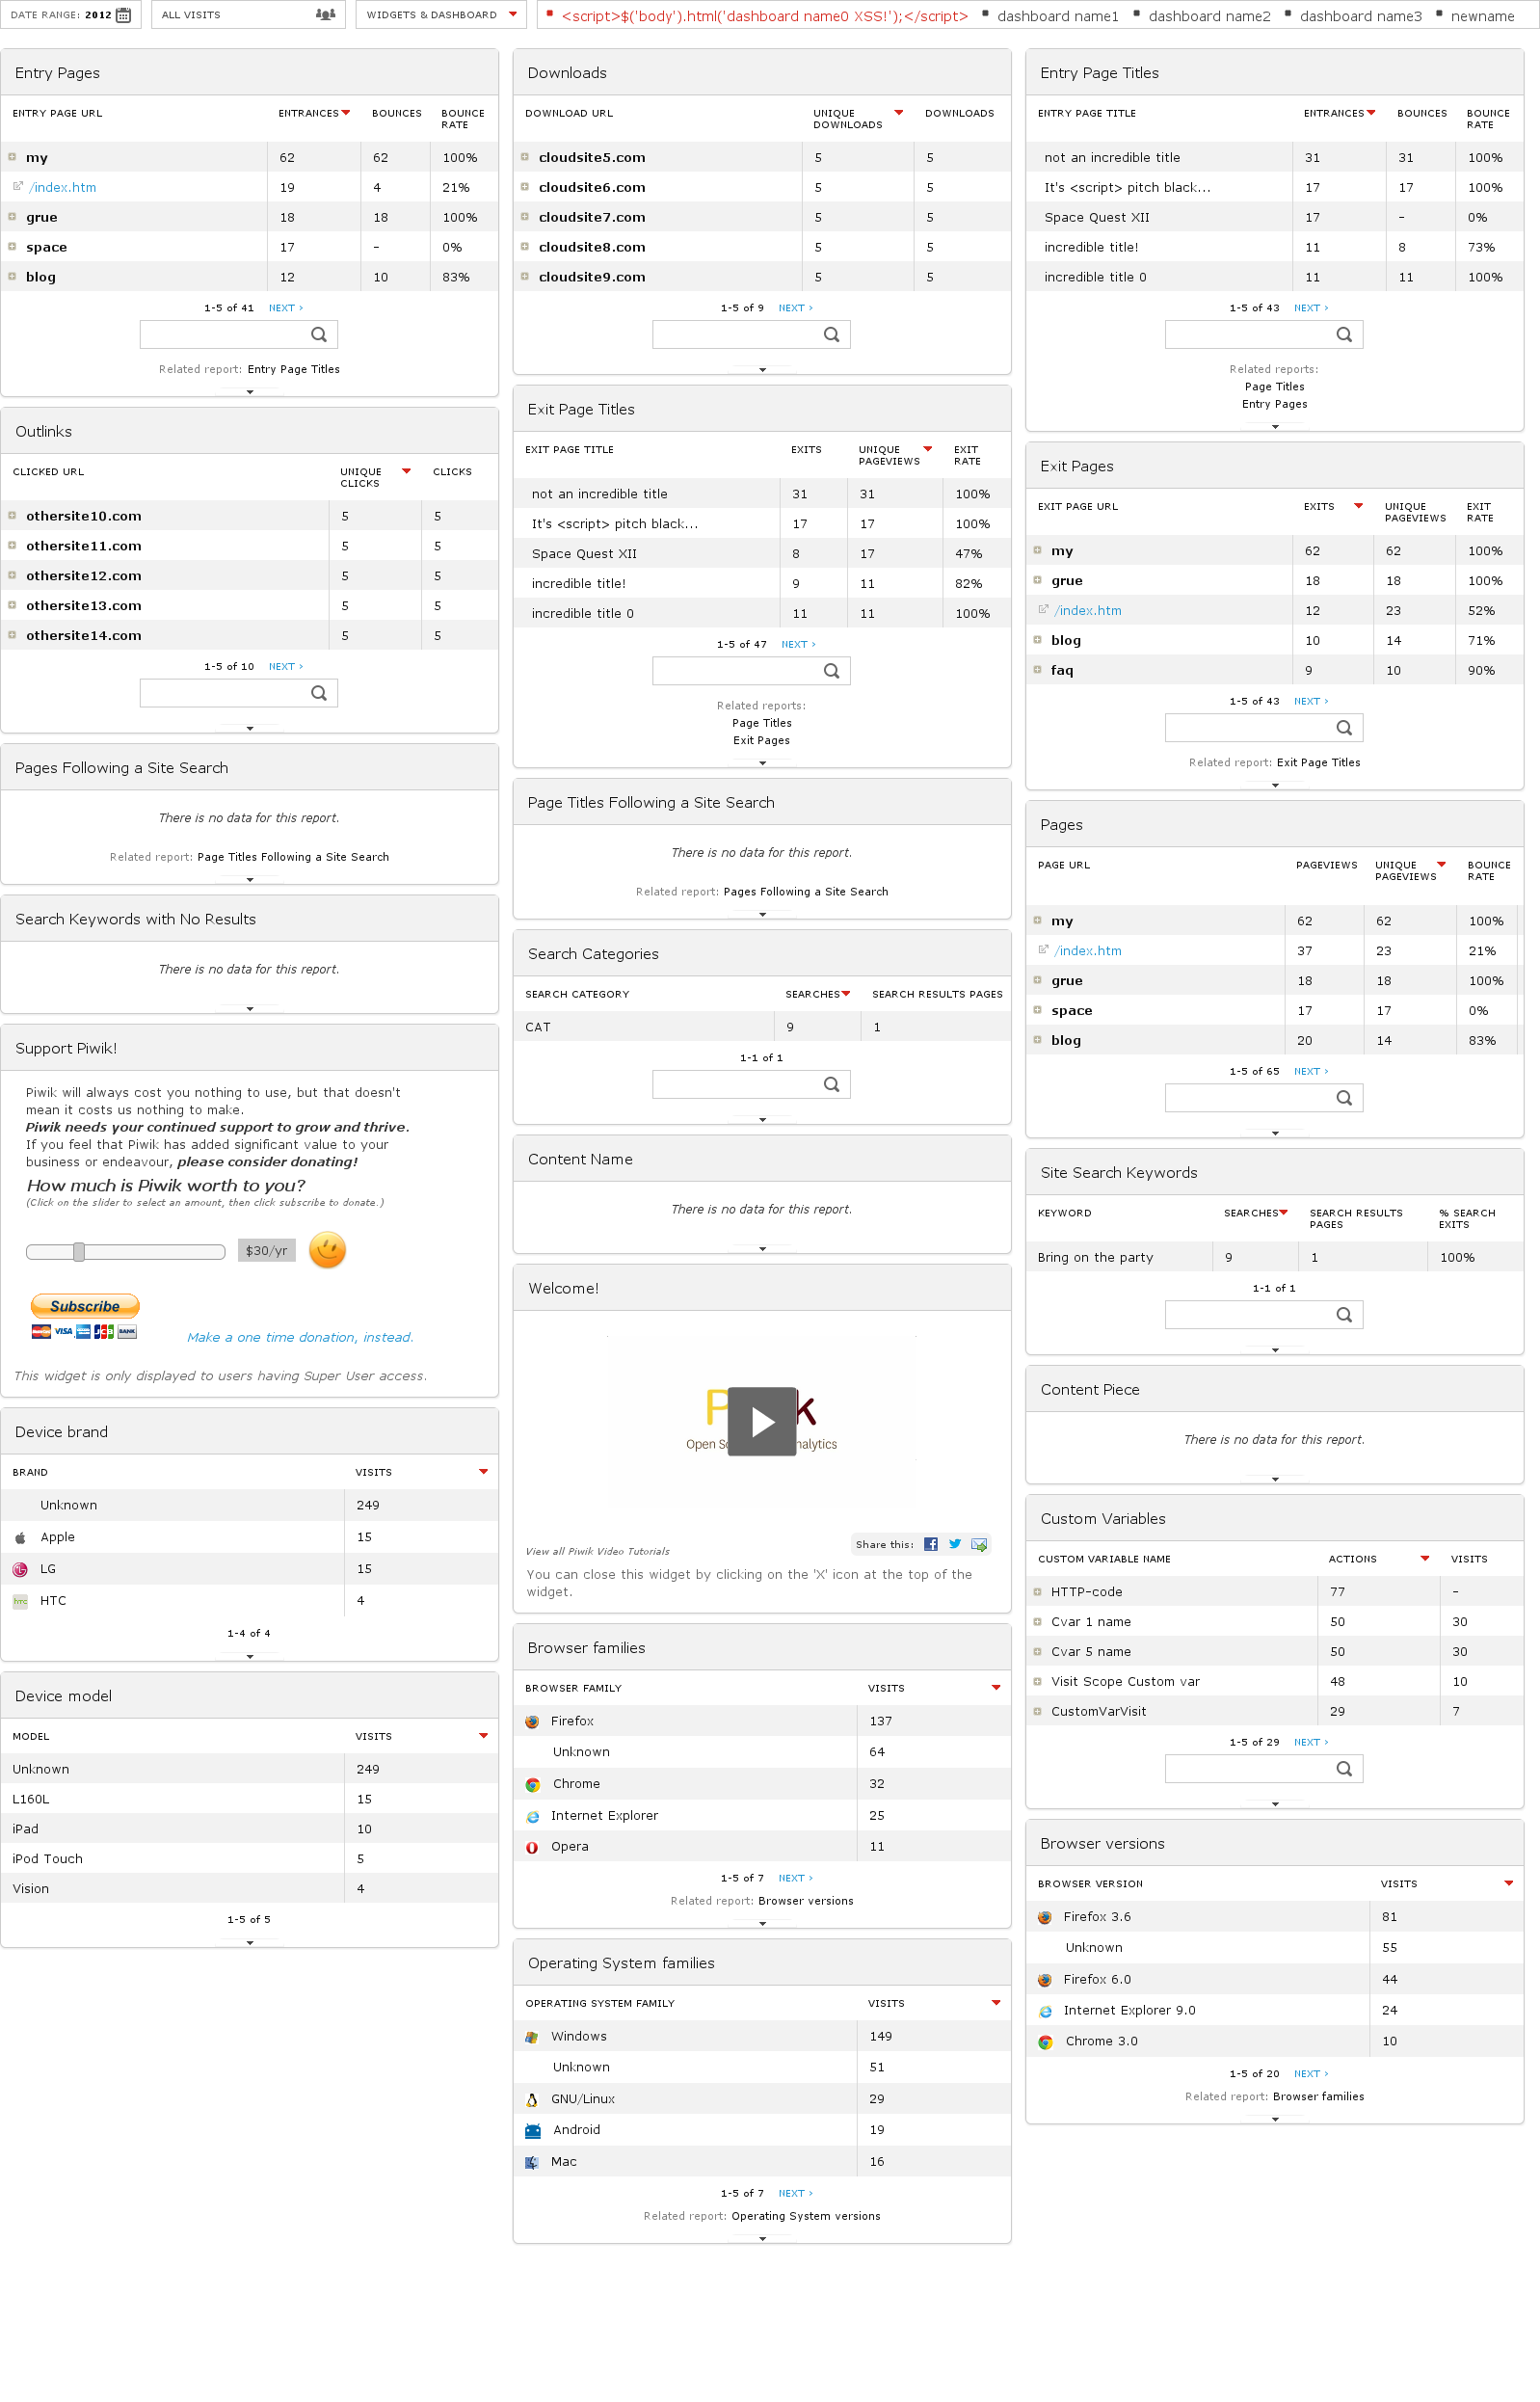 DATE RANGE: 2012
ALL VISITS
WIDGETS & DASHBOARD
<script>$('body').html('dashboard name0 XSS!');</script>
dashboard name1
dashboard name2
dashboard name3
newname
Entry Pages
ENTRY PAGE URL ENTRANCES BOUNCES BOUNCE RATE
my 62 62 100%
/index.htm 19 4 21%
grue 18 18 100%
space 17 - 0%
blog 12 10 83%
1-5 of 41 NEXT ›
Related report: Entry Page Titles
Outlinks
CLICKED URL UNIQUE CLICKS CLICKS
othersite10.com 5 5
othersite11.com 5 5
othersite12.com 5 5
othersite13.com 5 5
othersite14.com 5 5
1-5 of 10 NEXT ›
Pages Following a Site Search
There is no data for this report.
Related report: Page Titles Following a Site Search
Search Keywords with No Results
There is no data for this report.
Support Piwik!
Piwik will always cost you nothing to use, but that doesn't
mean it costs us nothing to make.
Piwik needs your continued support to grow and thrive.
If you feel that Piwik has added significant value to your
business or endeavour, please consider donating!
How much is Piwik worth to you?
(Click on the slider to select an amount, then click subscribe to donate.)
$30/yr
Subscribe
VISA JCB BANK
Make a one time donation, instead.
This widget is only displayed to users having Super User access.
Device brand
BRAND VISITS
Unknown 249
Apple 15
LG 15
HTC 4
1-4 of 4
Device model
MODEL VISITS
Unknown 249
L160L 15
iPad 10
iPod Touch 5
Vision 4
1-5 of 5
Downloads
DOWNLOAD URL UNIQUE DOWNLOADS DOWNLOADS
cloudsite5.com 5 5
cloudsite6.com 5 5
cloudsite7.com 5 5
cloudsite8.com 5 5
cloudsite9.com 5 5
1-5 of 9 NEXT ›
Exit Page Titles
EXIT PAGE TITLE EXITS UNIQUE PAGEVIEWS EXIT RATE
not an incredible title 31 31 100%
It's <script> pitch black... 17 17 100%
Space Quest XII 8 17 47%
incredible title! 9 11 82%
incredible title 0 11 11 100%
1-5 of 47 NEXT ›
Related reports:
Page Titles
Exit Pages
Page Titles Following a Site Search
There is no data for this report.
Related report: Pages Following a Site Search
Search Categories
SEARCH CATEGORY SEARCHES SEARCH RESULTS PAGES
CAT 9 1
1-1 of 1
Content Name
There is no data for this report.
Welcome!
P k
Open S nalytics
View all Piwik Video Tutorials
Share this:
You can close this widget by clicking on the 'X' icon at the top of the
widget.
Browser families
BROWSER FAMILY VISITS
Firefox 137
Unknown 64
Chrome 32
Internet Explorer 25
Opera 11
1-5 of 7 NEXT ›
Related report: Browser versions
Operating System families
OPERATING SYSTEM FAMILY VISITS
Windows 149
Unknown 51
GNU/Linux 29
Android 19
Mac 16
1-5 of 7 NEXT ›
Related report: Operating System versions
Entry Page Titles
ENTRY PAGE TITLE ENTRANCES BOUNCES BOUNCE RATE
not an incredible title 31 31 100%
It's <script> pitch black... 17 17 100%
Space Quest XII 17 - 0%
incredible title! 11 8 73%
incredible title 0 11 11 100%
1-5 of 43 NEXT ›
Related reports:
Page Titles
Entry Pages
Exit Pages
EXIT PAGE URL EXITS UNIQUE PAGEVIEWS EXIT RATE
my 62 62 100%
grue 18 18 100%
/index.htm 12 23 52%
blog 10 14 71%
faq 9 10 90%
1-5 of 43 NEXT ›
Related report: Exit Page Titles
Pages
PAGE URL PAGEVIEWS UNIQUE PAGEVIEWS BOUNCE RATE
my 62 62 100%
/index.htm 37 23 21%
grue 18 18 100%
space 17 17 0%
blog 20 14 83%
1-5 of 65 NEXT ›
Site Search Keywords
KEYWORD SEARCHES SEARCH RESULTS PAGES % SEARCH EXITS
Bring on the party 9 1 100%
1-1 of 1
Content Piece
There is no data for this report.
Custom Variables
CUSTOM VARIABLE NAME ACTIONS VISITS
HTTP-code 77 -
Cvar 1 name 50 30
Cvar 5 name 50 30
Visit Scope Custom var 48 10
CustomVarVisit 29 7
1-5 of 29 NEXT ›
Browser versions
BROWSER VERSION VISITS
Firefox 3.6 81
Unknown 55
Firefox 6.0 44
Internet Explorer 9.0 24
Chrome 3.0 10
1-5 of 20 NEXT ›
Related report: Browser families